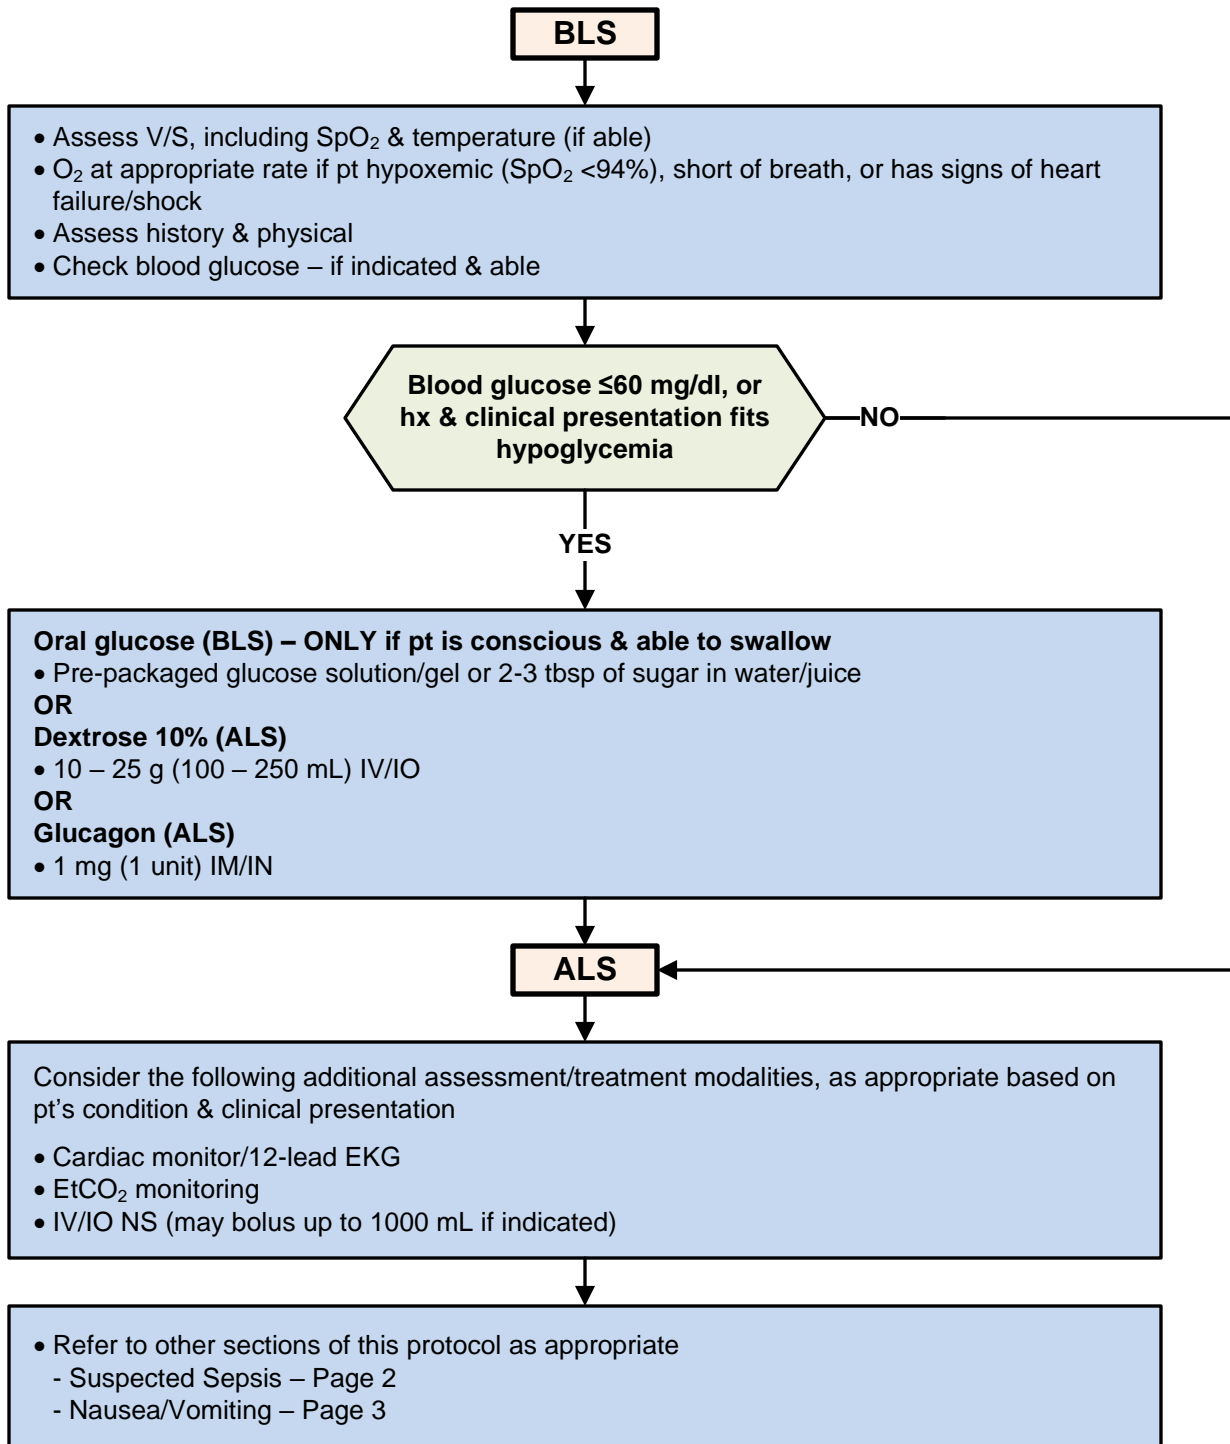 BLS
• Assess V/S, including SpO₂ & temperature (if able)
• O₂ at appropriate rate if pt hypoxemic (SpO₂ <94%), short of breath, or has signs of heart
failure/shock
• Assess history & physical
• Check blood glucose – if indicated & able
Blood glucose ≤60 mg/dl, or
hx & clinical presentation fits
hypoglycemia
NO
YES
Oral glucose (BLS) – ONLY if pt is conscious & able to swallow
• Pre-packaged glucose solution/gel or 2-3 tbsp of sugar in water/juice
OR
Dextrose 10% (ALS)
• 10 – 25 g (100 – 250 mL) IV/IO
OR
Glucagon (ALS)
• 1 mg (1 unit) IM/IN
ALS
Consider the following additional assessment/treatment modalities, as appropriate based on
pt’s condition & clinical presentation
• Cardiac monitor/12-lead EKG
• EtCO₂ monitoring
• IV/IO NS (may bolus up to 1000 mL if indicated)
• Refer to other sections of this protocol as appropriate
- Suspected Sepsis – Page 2
- Nausea/Vomiting – Page 3